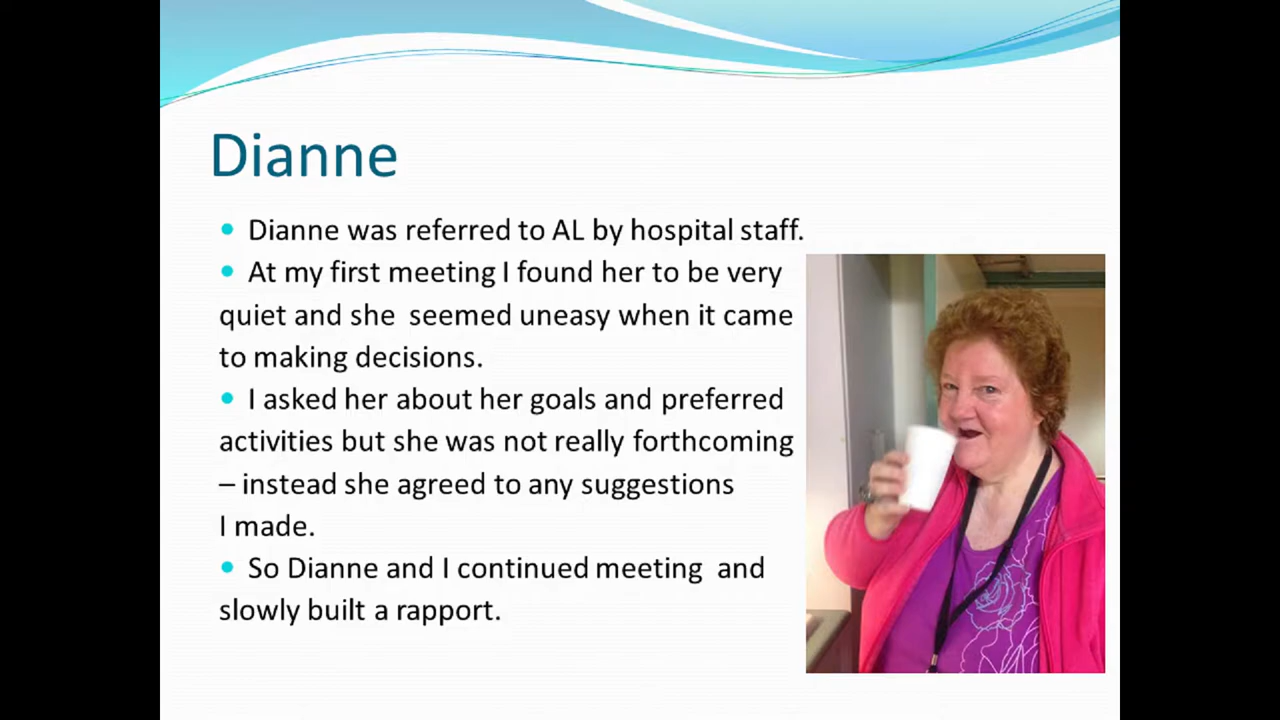 Dianne
• Dianne was referred to AL by hospital staff.
• At my first meeting I found her to be very
quiet and she seemed uneasy when it came
to making decisions.
• I asked her about her goals and preferred
activities but she was not really forthcoming
– instead she agreed to any suggestions
I made.
• So Dianne and I continued meeting and
slowly built a rapport.